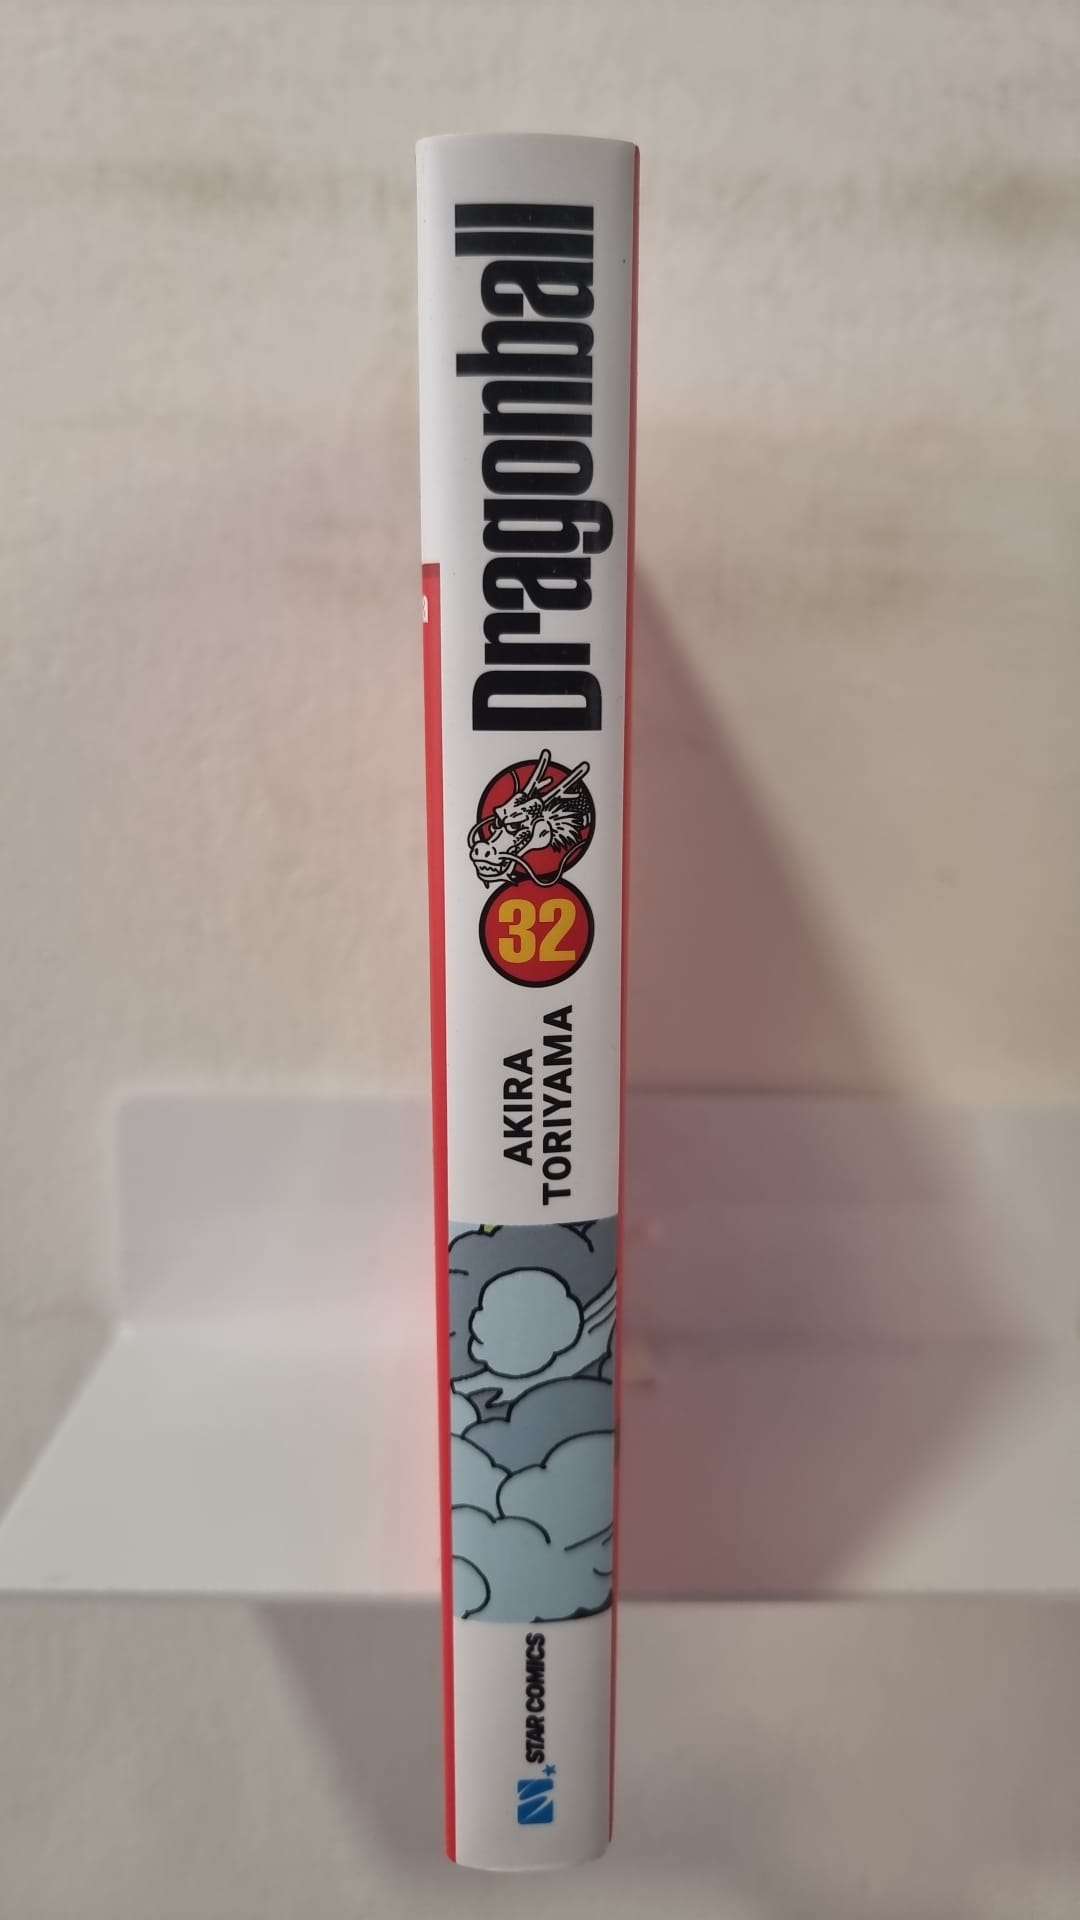 Dragonball
32
AKIRA
TORIYAMA
STAR COMICS